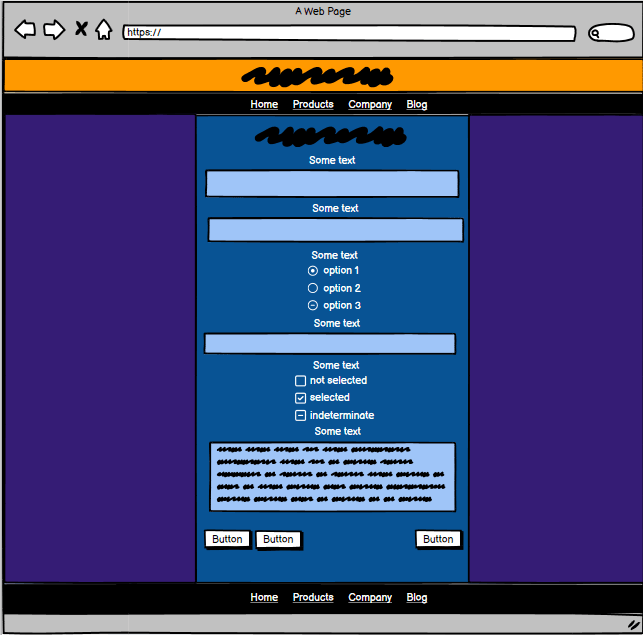 A Web Page
https://
Home Products Company Blog
Some text
Some text
Some text
option 1
option 2
option 3
Some text
Some text
not selected
selected
indeterminate
Some text
Button Button Button
Home Products Company Blog